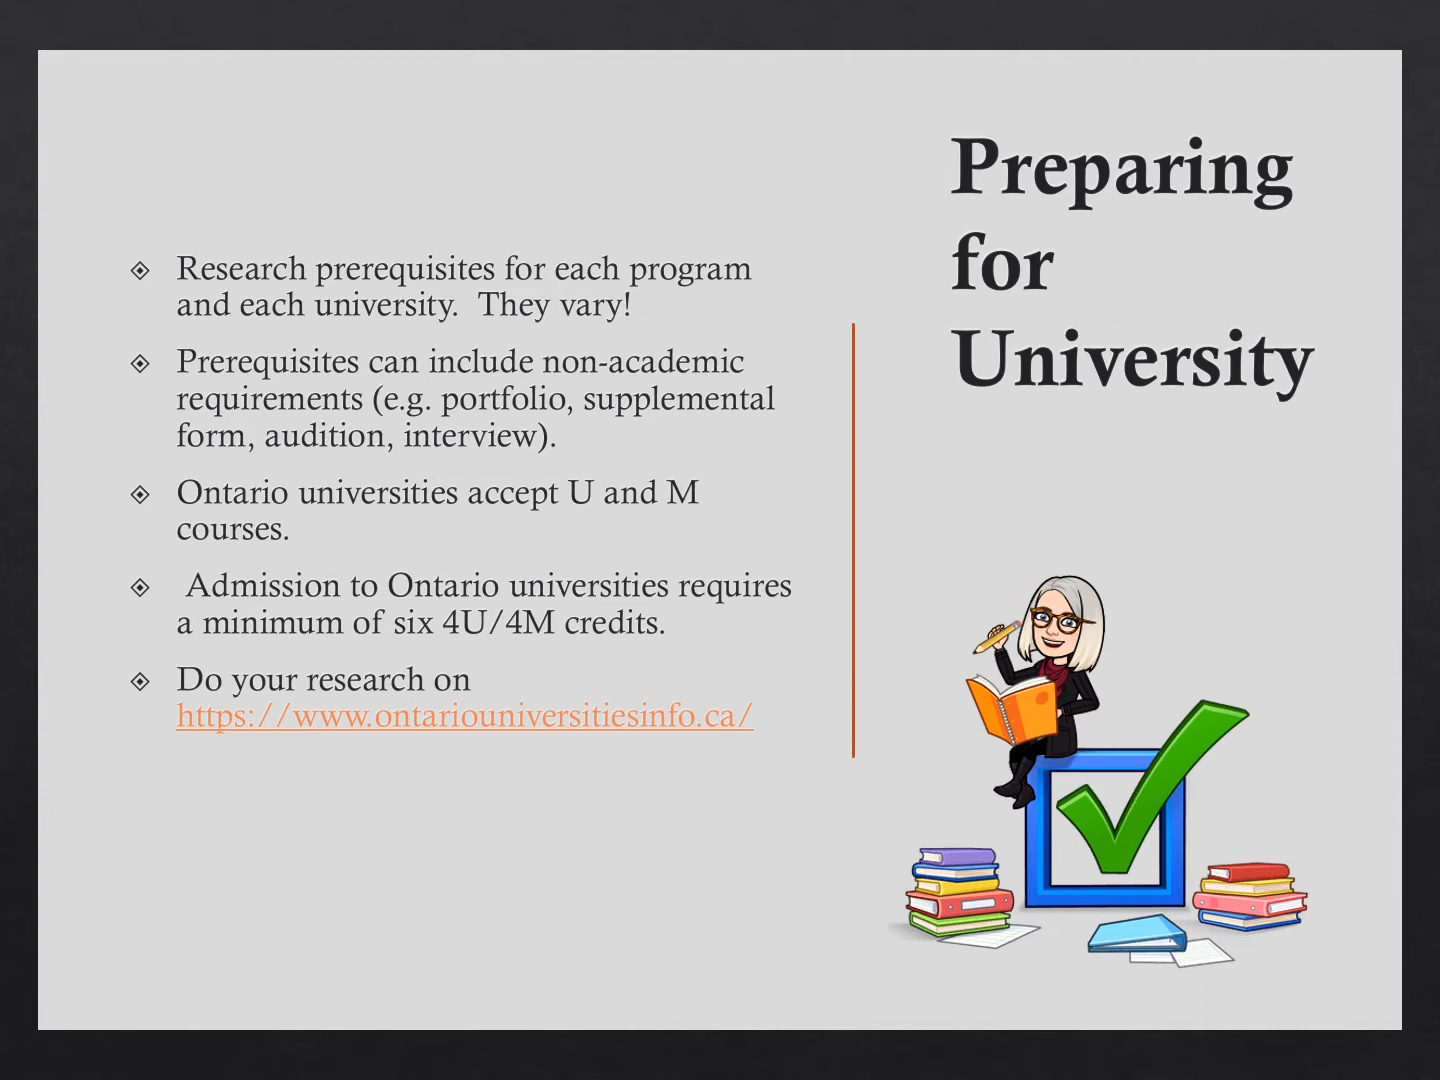 Preparing
for
University
Research prerequisites for each program
and each university.  They vary!
Prerequisites can include non-academic
requirements (e.g. portfolio, supplemental
form, audition, interview).
Ontario universities accept U and M
courses.
Admission to Ontario universities requires
a minimum of six 4U/4M credits.
Do your research on
https://www.ontariouniversitiesinfo.ca/